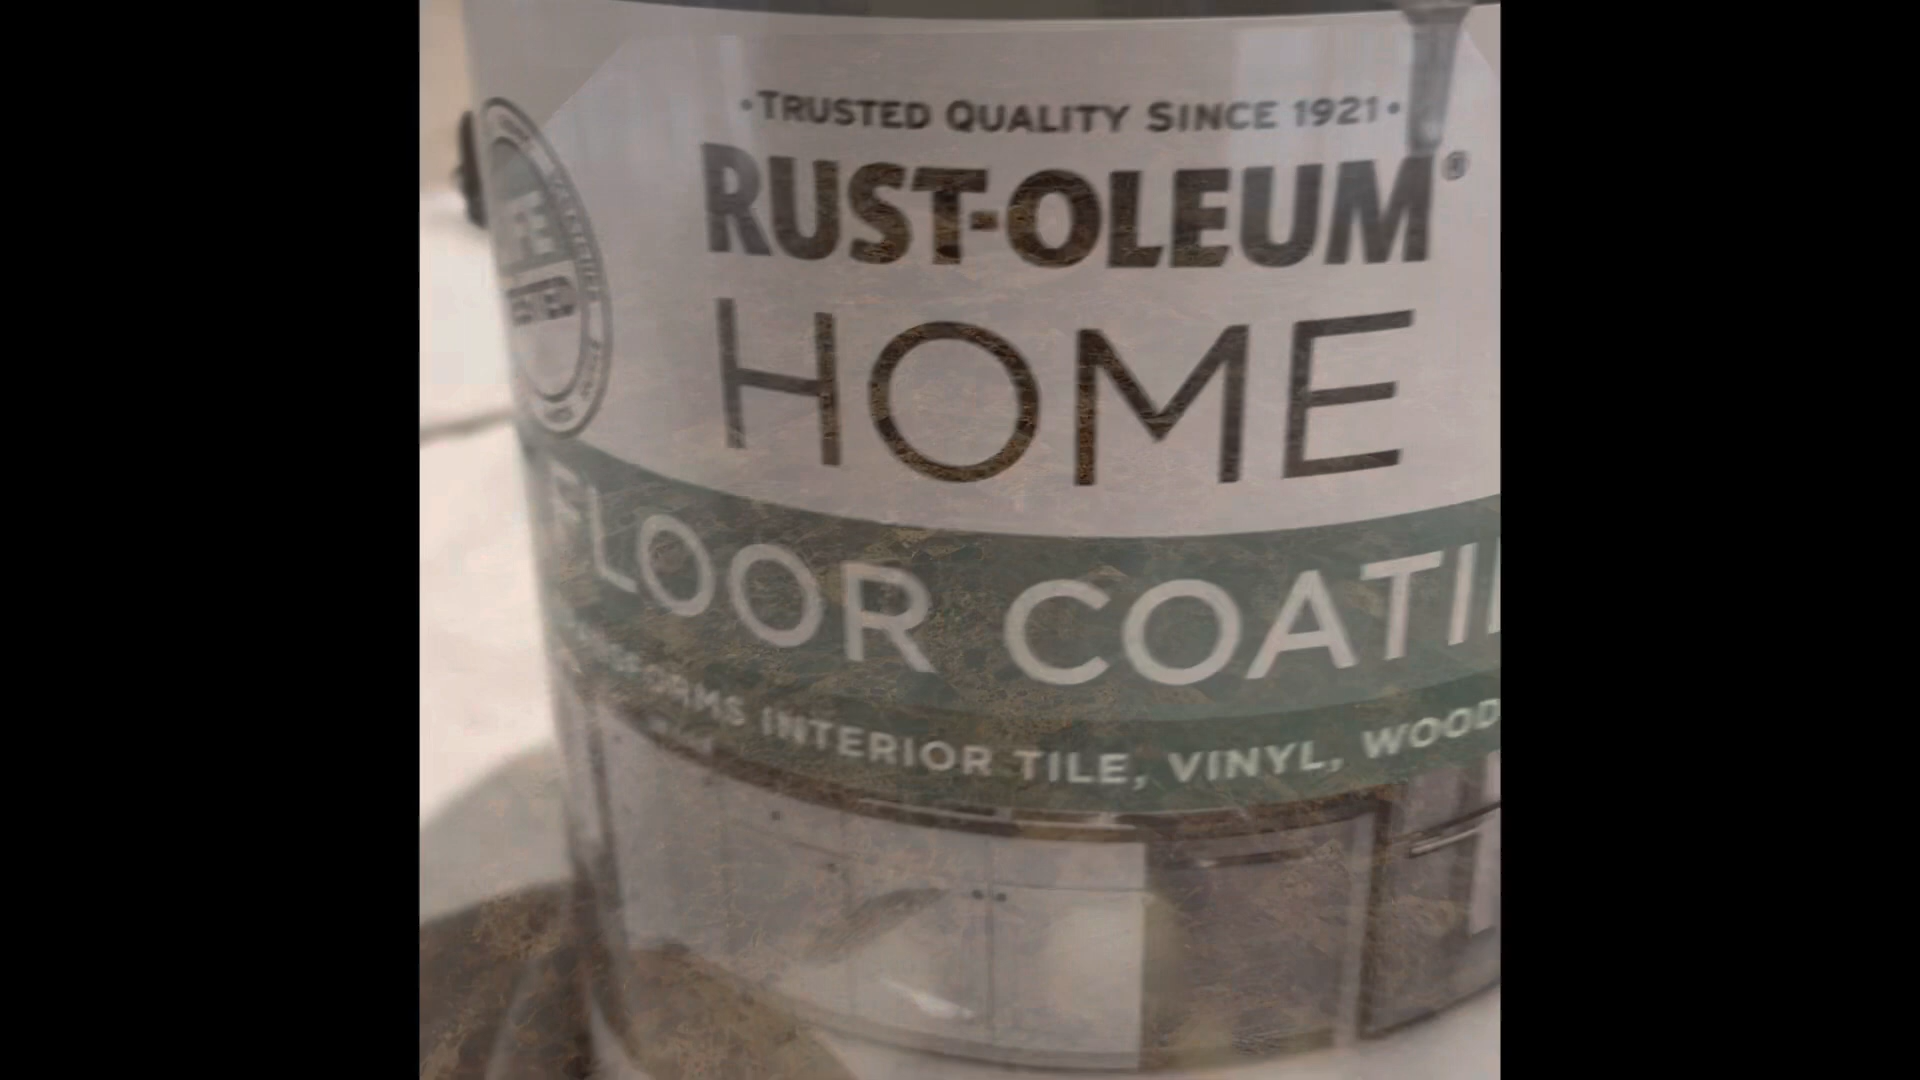 •TRUSTED QUALITY SINCE 1921•
RUST-OLEUM®
HOME
FLOOR COATI
INTERIOR TILE, VINYL, WOOD